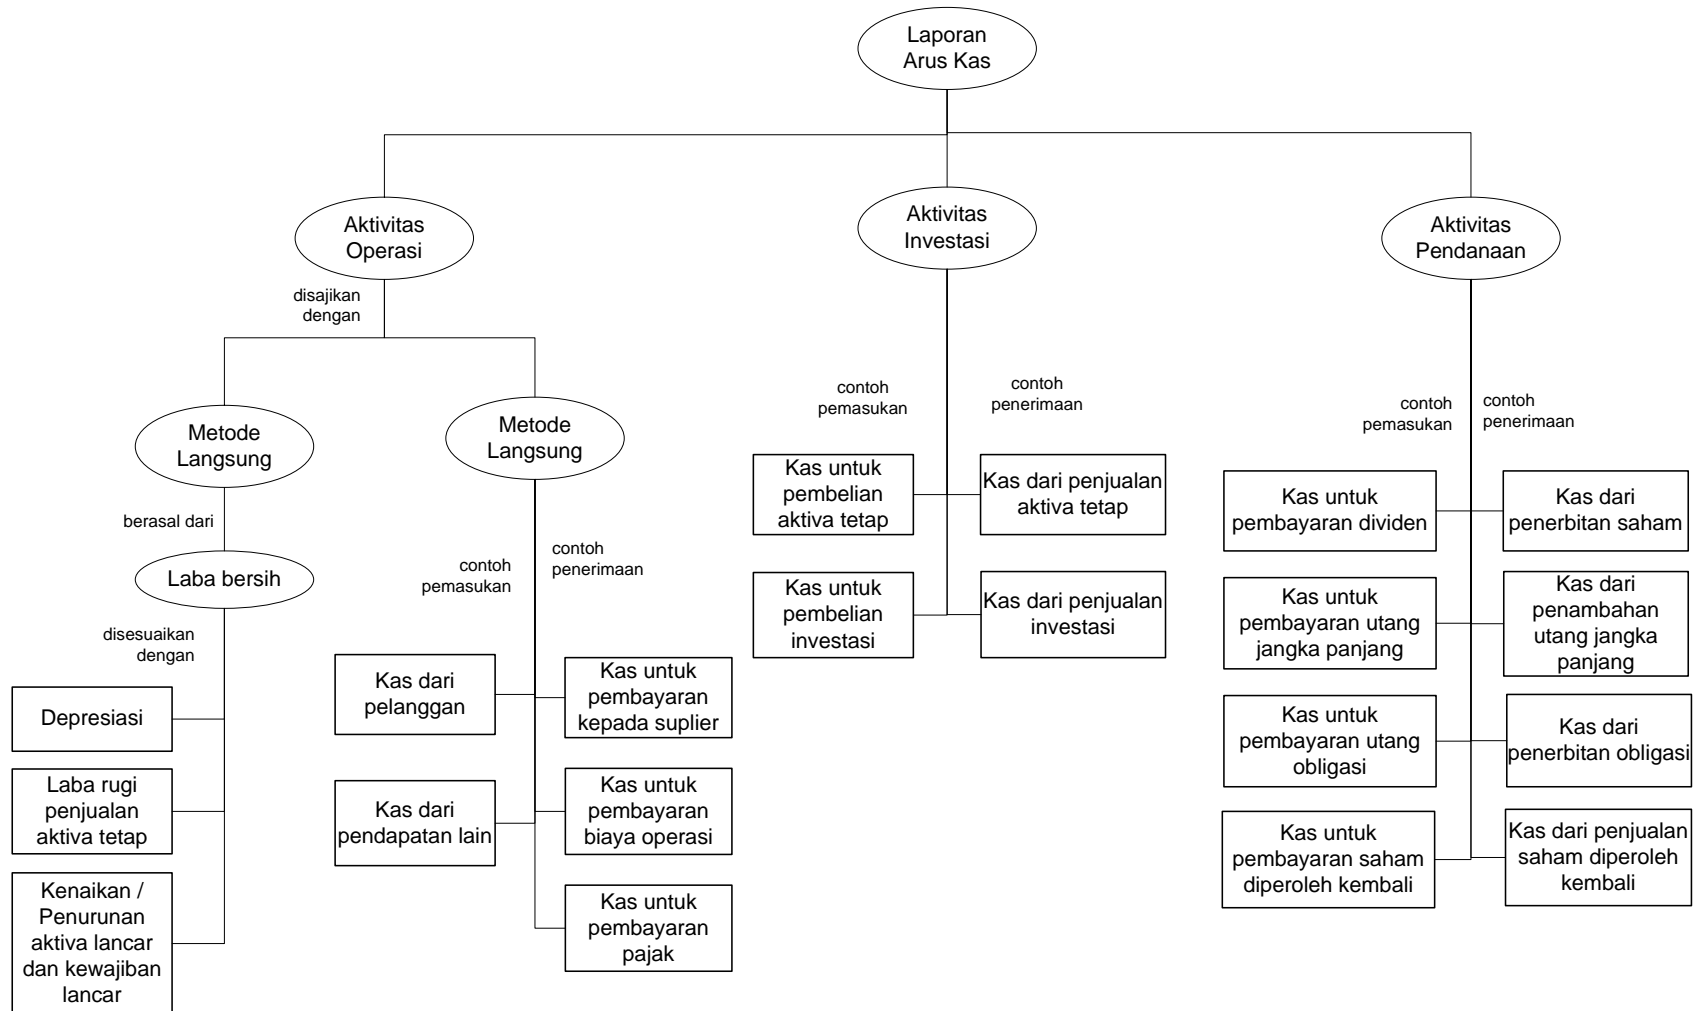 Laporan
Arus Kas
Aktivitas
Operasi
Aktivitas
Investasi
Aktivitas
Pendanaan
disajikan
dengan
Metode
Langsung
Metode
Langsung
berasal dari
Laba bersih
disesuaikan
dengan
Depresiasi
Laba rugi
penjualan
aktiva tetap
Kenaikan /
Penurunan
aktiva lancar
dan kewajiban
lancar
contoh
pemasukan
contoh
penerimaan
Kas dari
pelanggan
Kas untuk
pembayaran
kepada suplier
Kas dari
pendapatan lain
Kas untuk
pembayaran
biaya operasi
Kas untuk
pembayaran
pajak
contoh
pemasukan
contoh
penerimaan
Kas untuk
pembelian
aktiva tetap
Kas dari penjualan
aktiva tetap
Kas untuk
pembelian
investasi
Kas dari penjualan
investasi
contoh
pemasukan
contoh
penerimaan
Kas untuk
pembayaran dividen
Kas dari
penerbitan saham
Kas untuk
pembayaran utang
jangka panjang
Kas dari
penambahan
utang jangka
panjang
Kas untuk
pembayaran utang
obligasi
Kas dari
penerbitan obligasi
Kas untuk
pembayaran saham
diperoleh kembali
Kas dari penjualan
saham diperoleh
kembali